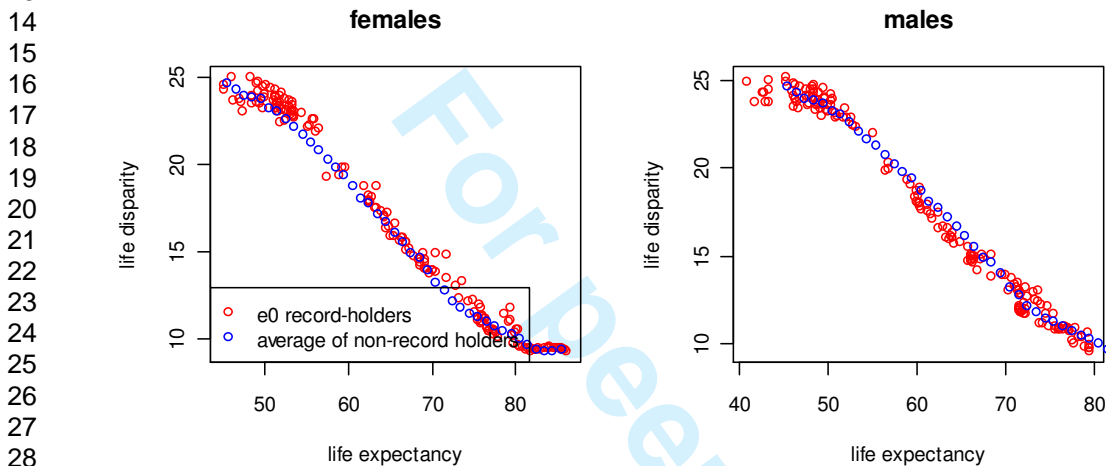 14
15
16
17
18
19
20
21
22
23
24
25
26
27
28
females
25
20
15
10
life disparity
e0 record-holders
average of non-record holders
50 60 70 80
life expectancy
males
25
20
15
10
life disparity
40 50 60 70 80
life expectancy
For peer